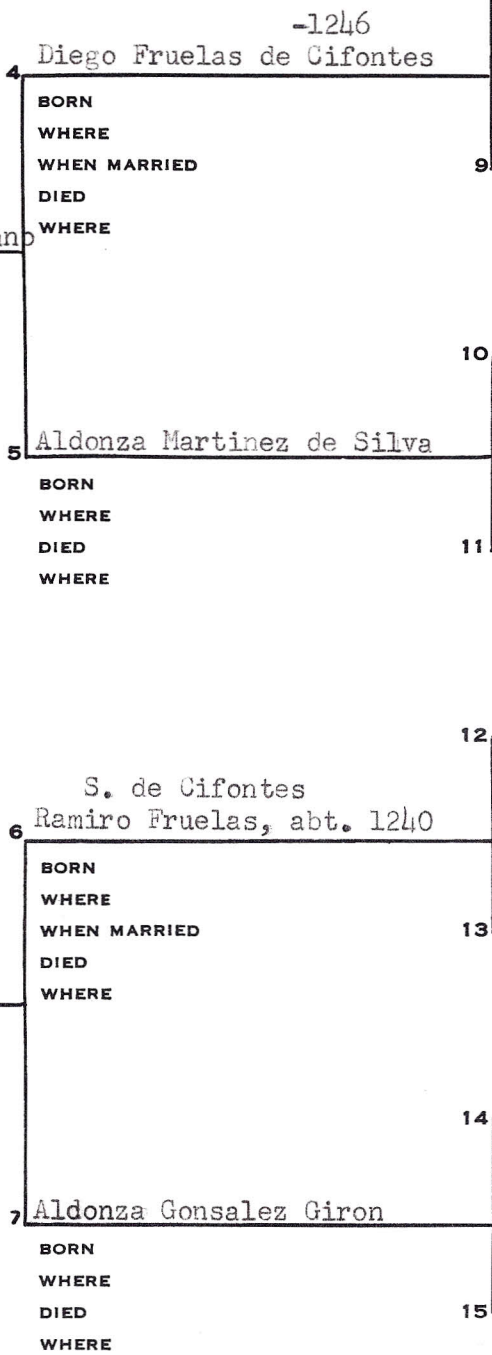 -1246
4 Diego Fruelas de Cifontes
BORN
WHERE
WHEN MARRIED
9
DIED
WHERE
10
5 Aldonza Martinez de Silva
BORN
WHERE
DIED
11
WHERE
12
S. de Cifontes
6 Ramiro Fruelas, abt. 1240
BORN
WHERE
WHEN MARRIED
13
DIED
WHERE
14
7 Aldonza Gonsalez Giron
BORN
WHERE
DIED
15
WHERE